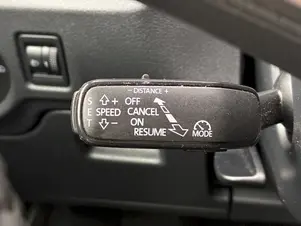 - DISTANCE +
S + OFF
E SPEED CANCEL
T - ON
RESUME MODE